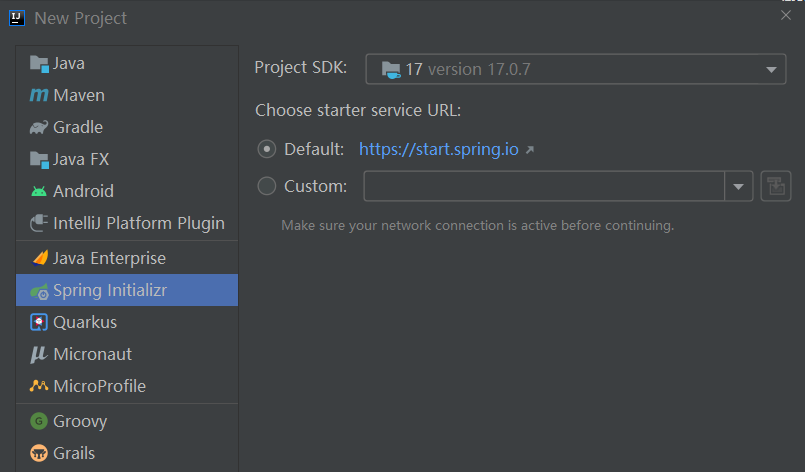 New Project
Java
Maven
Gradle
Java FX
Android
IntelliJ Platform Plugin
Java Enterprise
Spring Initializr
Quarkus
Micronaut
MicroProfile
Groovy
Grails
Project SDK: 17 version 17.0.7
Choose starter service URL:
Default: https://start.spring.io
Custom:
Make sure your network connection is active before continuing.